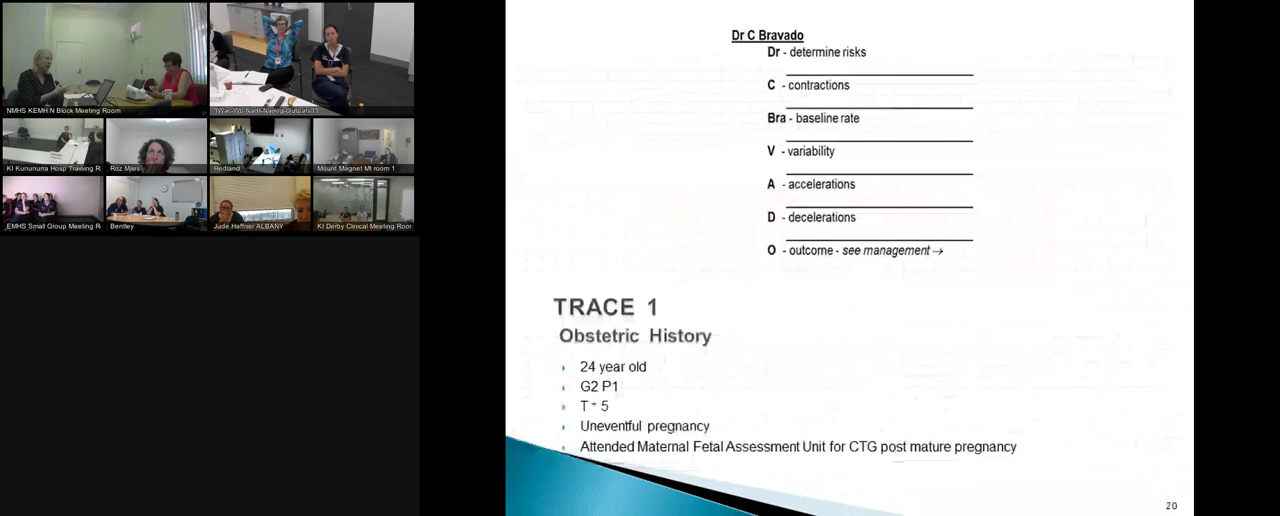 NMHS KEMH N Block Meeting Room
KI Kununurra Hosp Training R
Roz Miles
Hedland
Mount Magnet Mt room 1
EMHS Small Group Meeting R
Bentley
Jude Haffner ALBANY
KI Derby Clinical Meeting Roor
Dr C Bravado
Dr - determine risks
C - contractions
Bra - baseline rate
V - variability
A - accelerations
D - decelerations
O - outcome - see management →
TRACE 1
Obstetric History
24 year old
G2 P1
T 5
Uneventful pregnancy
Attended Maternal Fetal Assessment Unit for CTG post mature pregnancy
20